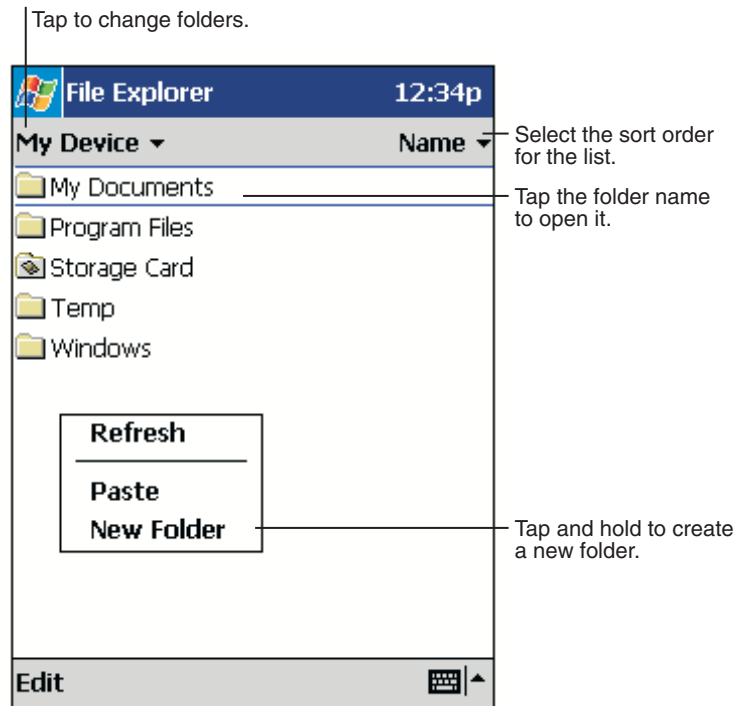 Tap to change folders.
File Explorer 12:34p
My Device Name
Select the sort order
for the list.
My Documents
Tap the folder name
to open it.
Program Files
Storage Card
Temp
Windows
Refresh
Paste
New Folder
Tap and hold to create
a new folder.
Edit